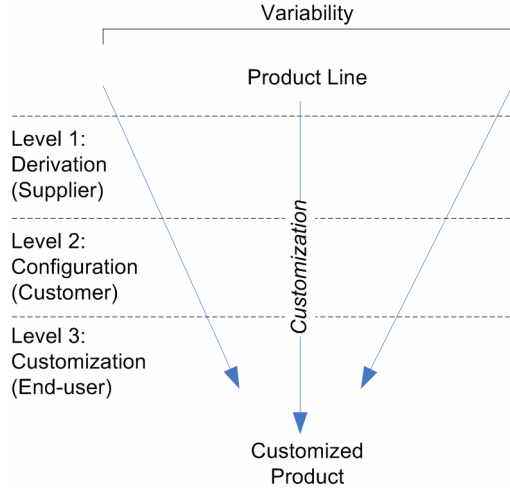 Variability
Product Line
Level 1:
Derivation
(Supplier)
Level 2:
Configuration
(Customer)
Customization
Level 3:
Customization
(End-user)
Customized
Product